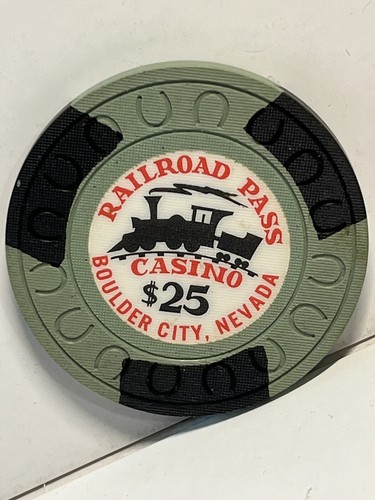 RAILROAD PASS
CASINO
$25
BOULDER CITY, NEVADA